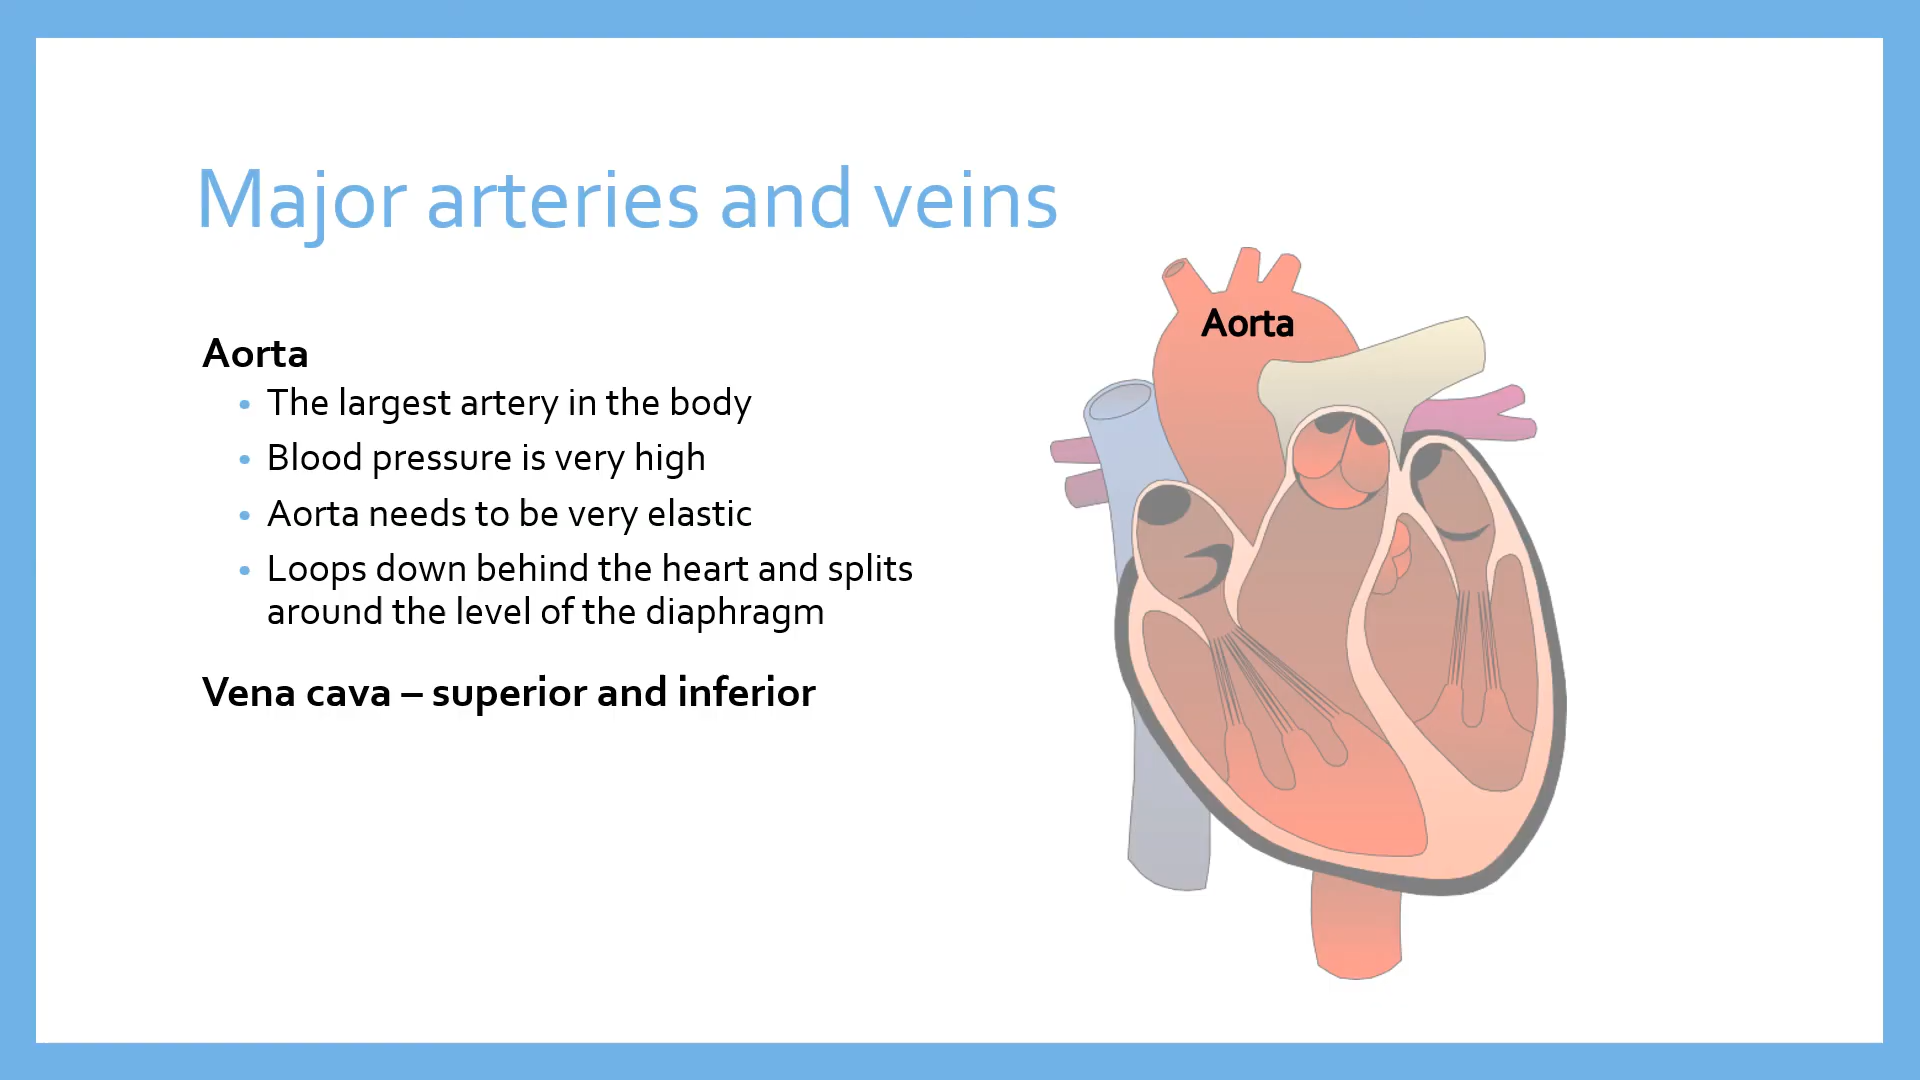 Major arteries and veins
Aorta
Aorta
• The largest artery in the body
• Blood pressure is very high
• Aorta needs to be very elastic
• Loops down behind the heart and splits
around the level of the diaphragm
Vena cava – superior and inferior